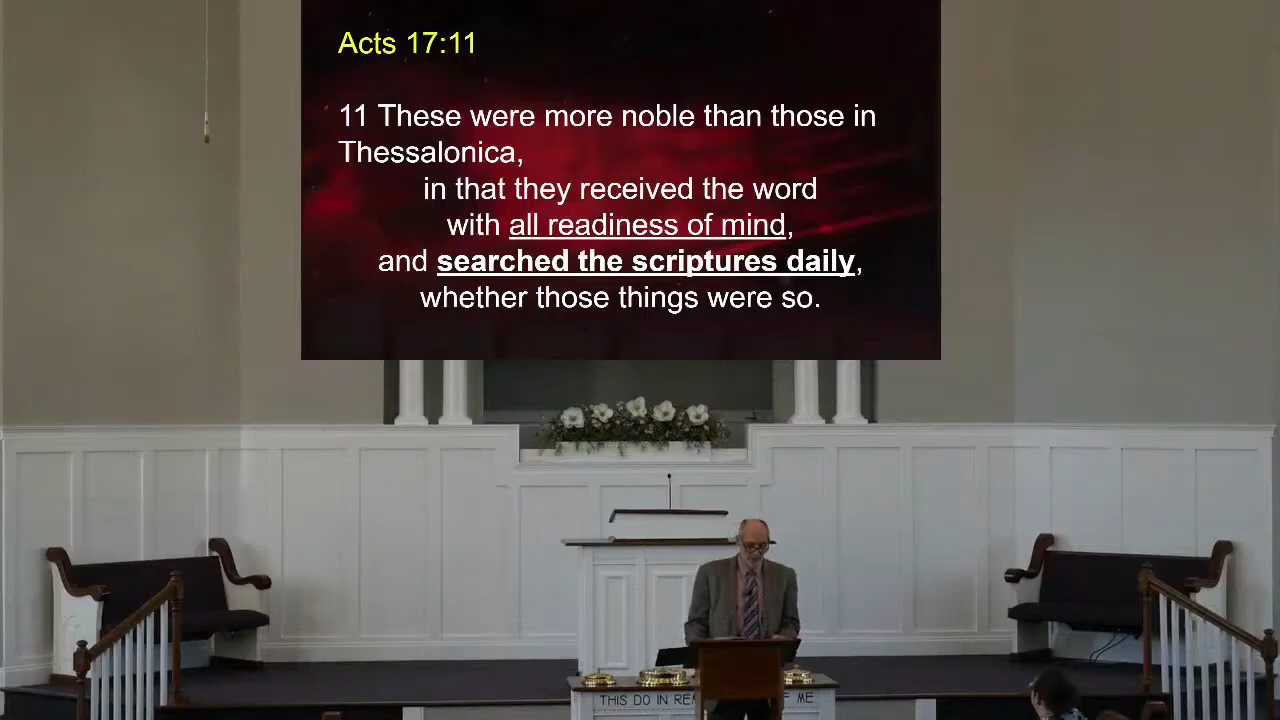 Acts 17:11
11 These were more noble than those in
Thessalonica,
in that they received the word
with all readiness of mind,
and searched the scriptures daily,
whether those things were so.
THIS DO IN ME